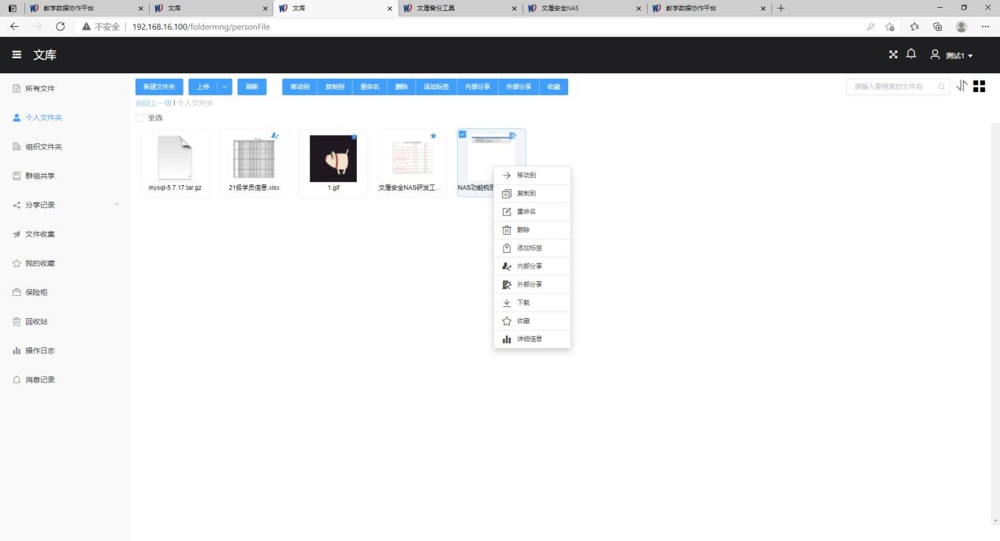 教学数据协作平台
文库
文库
文盾备份工具
文盾安全NAS
教学数据协作平台
不安全 | 192.168.16.100/foldermng/personFile
文库
测试1
所有文件
个人文件夹
组织文件夹
群组共享
分享记录
文件收集
我的收藏
保险柜
回收站
操作日志
消息记录
新建文件夹 上传 刷新 移动到 复制到 重命名 删除 添加标签 内部分享 外部分享 收藏
请输入要搜索的文件名
返回上一级 | 个人文件夹
全选
mysql-5.7.17.tar.gz
21级学员信息.xlsx
1.gif
文盾安全NAS研发工...
NAS功能梳理
移动到
复制到
重命名
删除
添加标签
内部分享
外部分享
下载
收藏
详细信息